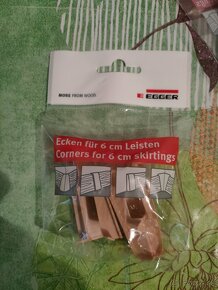 MORE FROM WOOD.
EGGER
Ecken für 6 cm Leisten
Corners for 6 cm skirtings